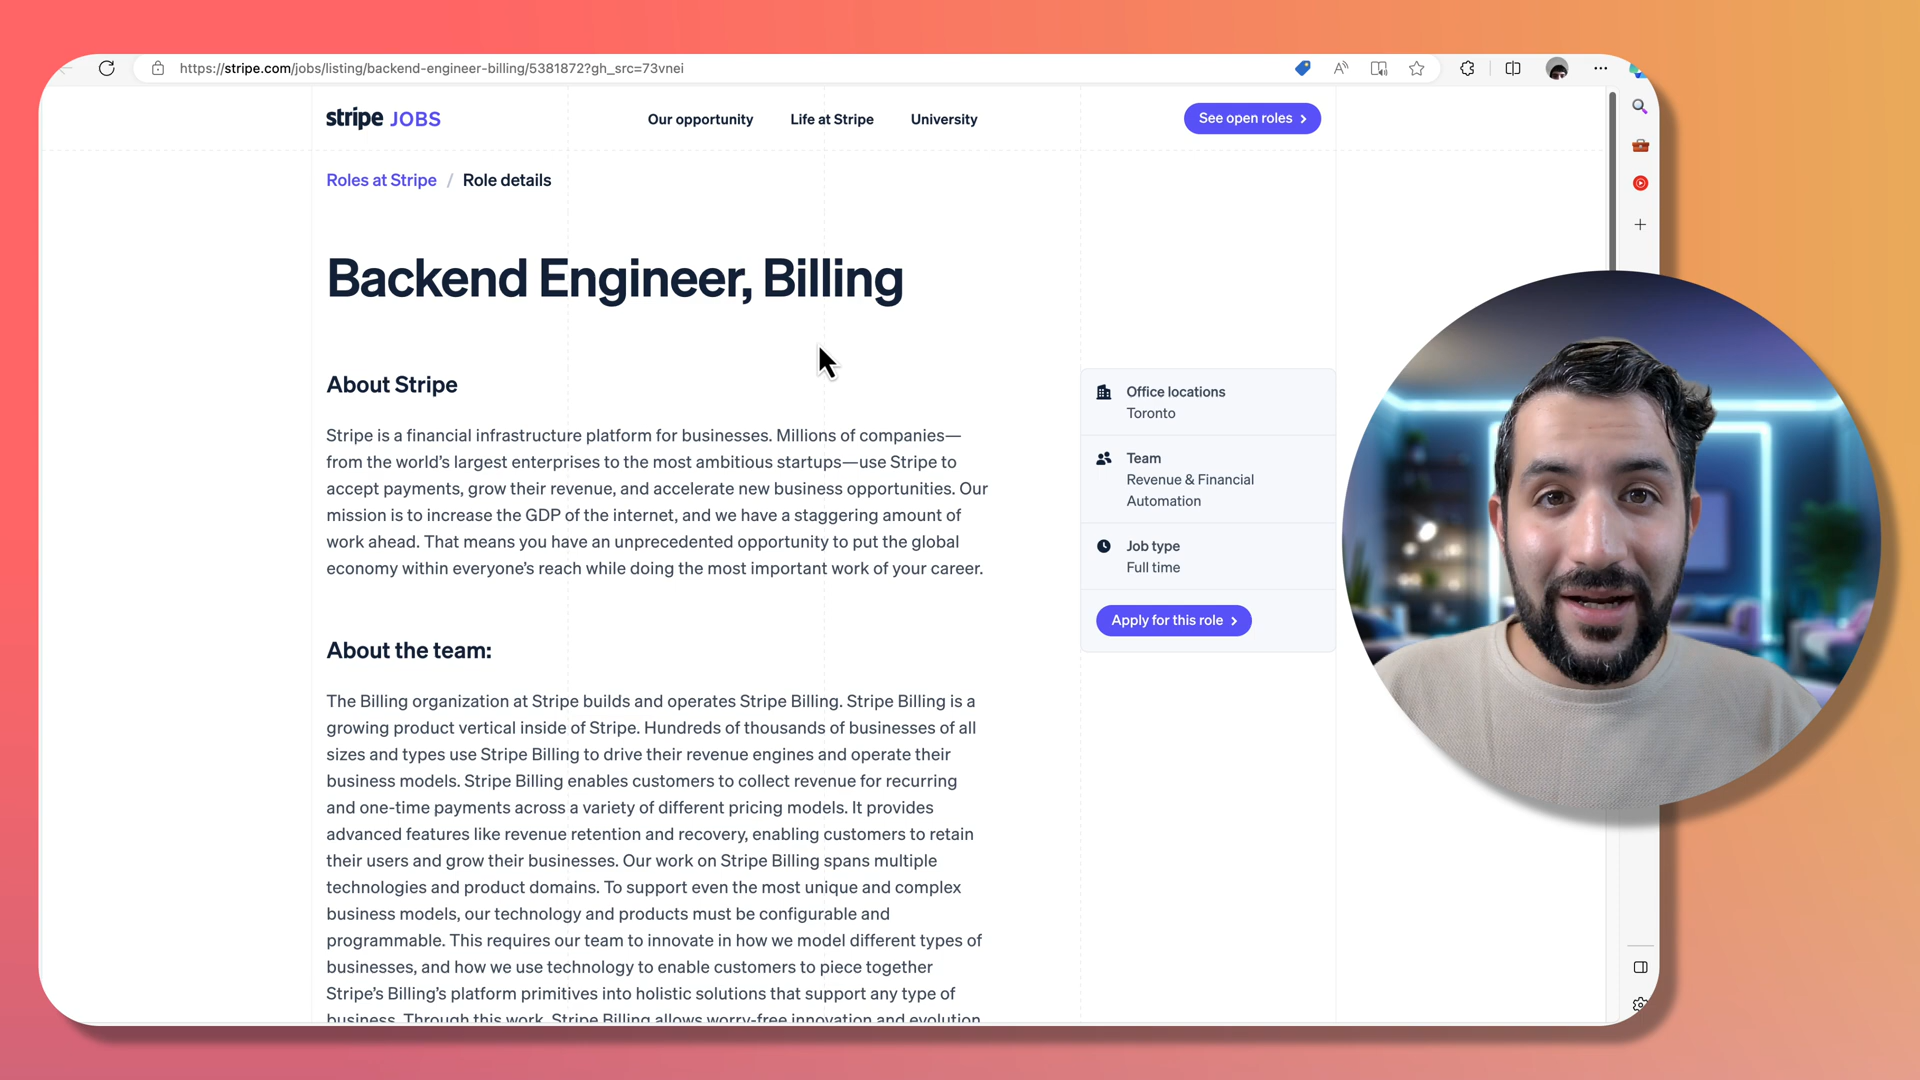 https://stripe.com/jobs/listing/backend-engineer-billing/5381872?gh_src=73vnei
stripe JOBS
Our opportunity
Life at Stripe
University
See open roles
Roles at Stripe / Role details
Backend Engineer, Billing
About Stripe
Stripe is a financial infrastructure platform for businesses. Millions of companies—
from the world's largest enterprises to the most ambitious startups—use Stripe to
accept payments, grow their revenue, and accelerate new business opportunities. Our
mission is to increase the GDP of the internet, and we have a staggering amount of
work ahead. That means you have an unprecedented opportunity to put the global
economy within everyone's reach while doing the most important work of your career.
Office locations
Toronto
Team
Revenue & Financial
Automation
Job type
Full time
Apply for this role
About the team:
The Billing organization at Stripe builds and operates Stripe Billing. Stripe Billing is a
growing product vertical inside of Stripe. Hundreds of thousands of businesses of all
sizes and types use Stripe Billing to drive their revenue engines and operate their
business models. Stripe Billing enables customers to collect revenue for recurring
and one-time payments across a variety of different pricing models. It provides
advanced features like revenue retention and recovery, enabling customers to retain
their users and grow their businesses. Our work on Stripe Billing spans multiple
technologies and product domains. To support even the most unique and complex
business models, our technology and products must be configurable and
programmable. This requires our team to innovate in how we model different types of
businesses, and how we use technology to enable customers to piece together
Stripe's Billing's platform primitives into holistic solutions that support any type of
business. Through this work, Stripe Billing allows worry-free innovation and evolution